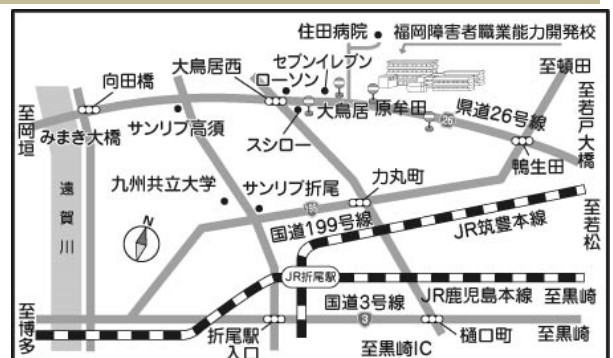 住田病院
福岡障害者職業能力開発校
セブンイレブン
ローソン
大鳥居西
至頓田
向田橋
大鳥居
原牟田
県道26号線
26
至若戸大橋
至岡垣
みまき大橋
サンリブ高須
スシロー
鴨生田
九州共立大学
サンリブ折尾
力丸町
遠賀川
N
199
国道199号線
JR筑豊本線
至若松
JR折尾駅
国道3号線
JR鹿児島本線
至黒崎
至博多
折尾駅入口
3
樋口町
至黒崎
至黒崎IC